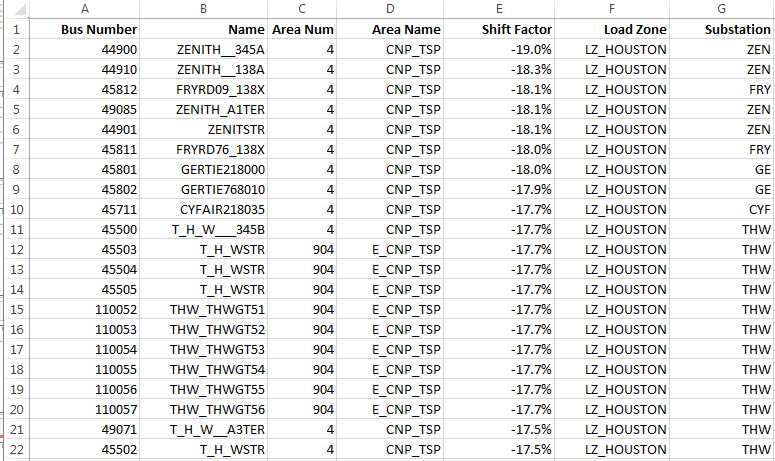 A B C D E F G
1 Bus Number Name Area Num Area Name Shift Factor Load Zone Substation
2 44900 ZENITH__345A 4 CNP_TSP -19.0% LZ_HOUSTON ZEN
3 44910 ZENITH__138A 4 CNP_TSP -18.3% LZ_HOUSTON ZEN
4 45812 FRYRD09_138X 4 CNP_TSP -18.1% LZ_HOUSTON FRY
5 49085 ZENITH_A1TER 4 CNP_TSP -18.1% LZ_HOUSTON ZEN
6 44901 ZENITSTR 4 CNP_TSP -18.1% LZ_HOUSTON ZEN
7 45811 FRYRD76_138X 4 CNP_TSP -18.0% LZ_HOUSTON FRY
8 45801 GERTIE218000 4 CNP_TSP -18.0% LZ_HOUSTON GE
9 45802 GERTIE768010 4 CNP_TSP -17.9% LZ_HOUSTON GE
10 45711 CYFAIR218035 4 CNP_TSP -17.7% LZ_HOUSTON CYF
11 45500 T_H_W___345B 4 CNP_TSP -17.7% LZ_HOUSTON THW
12 45503 T_H_WSTR 904 E_CNP_TSP -17.7% LZ_HOUSTON THW
13 45504 T_H_WSTR 904 E_CNP_TSP -17.7% LZ_HOUSTON THW
14 45505 T_H_WSTR 904 E_CNP_TSP -17.7% LZ_HOUSTON THW
15 110052 THW_THWGT51 904 E_CNP_TSP -17.7% LZ_HOUSTON THW
16 110053 THW_THWGT52 904 E_CNP_TSP -17.7% LZ_HOUSTON THW
17 110054 THW_THWGT53 904 E_CNP_TSP -17.7% LZ_HOUSTON THW
18 110055 THW_THWGT54 904 E_CNP_TSP -17.7% LZ_HOUSTON THW
19 110056 THW_THWGT55 904 E_CNP_TSP -17.7% LZ_HOUSTON THW
20 110057 THW_THWGT56 904 E_CNP_TSP -17.7% LZ_HOUSTON THW
21 49071 T_H_W__A3TER 4 CNP_TSP -17.5% LZ_HOUSTON THW
22 45502 T_H_WSTR 4 CNP_TSP -17.5% LZ_HOUSTON THW